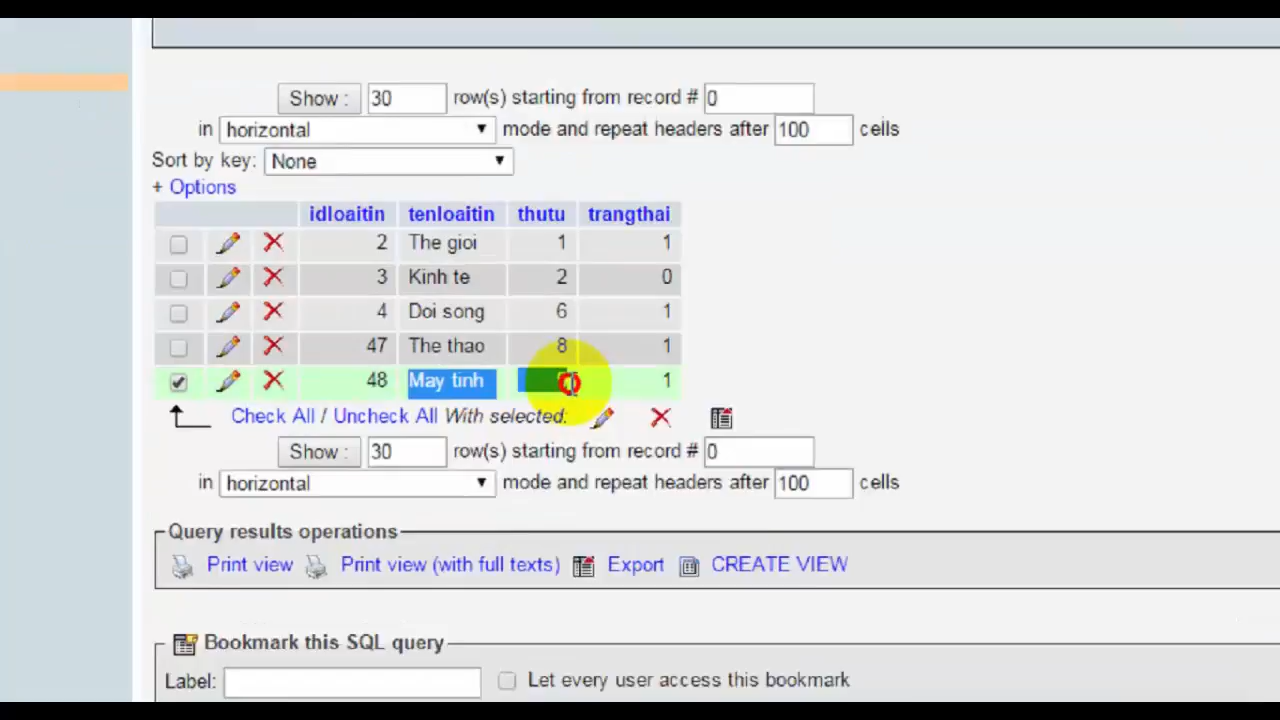 Show : 30 row(s) starting from record # 0
in horizontal mode and repeat headers after 100 cells
Sort by key: None
+ Options
idloaitin tenloaitin thutu trangthai
2 The gioi 1 1
3 Kinh te 2 0
4 Doi song 6 1
47 The thao 8 1
48 May tinh 1
Check All / Uncheck All With selected:
Show : 30 row(s) starting from record # 0
in horizontal mode and repeat headers after 100 cells
Query results operations
Print view Print view (with full texts) Export CREATE VIEW
Bookmark this SQL query
Label: Let every user access this bookmark